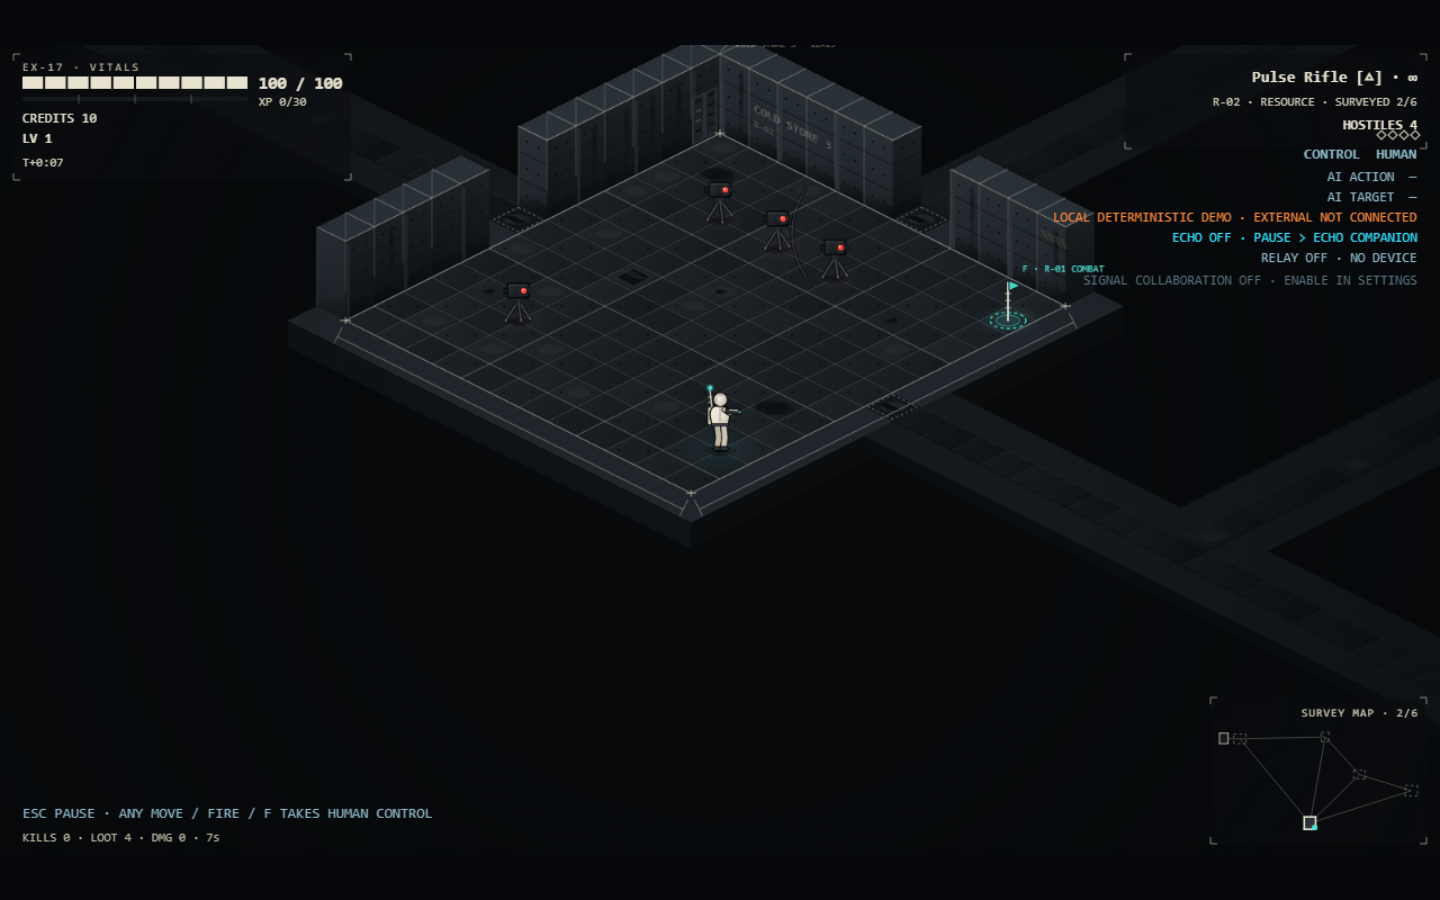 EX-17 · VITALS
100 / 100
XP 0/30
CREDITS 10
LV 1
T+0:07
Pulse Rifle [△] · ∞
R-02 · RESOURCE · SURVEYED 2/6
HOSTILES 4
CONTROL HUMAN
AI ACTION —
AI TARGET —
LOCAL DETERMINISTIC DEMO · EXTERNAL NOT CONNECTED
ECHO OFF · PAUSE > ECHO COMPANION
RELAY OFF · NO DEVICE
SIGNAL COLLABORATION OFF · ENABLE IN SETTINGS
COLD STORE 3
R-02
F · R-01 COMBAT
SURVEY MAP · 2/6
ESC PAUSE · ANY MOVE / FIRE / F TAKES HUMAN CONTROL
KILLS 0 · LOOT 4 · DMG 0 · 7s